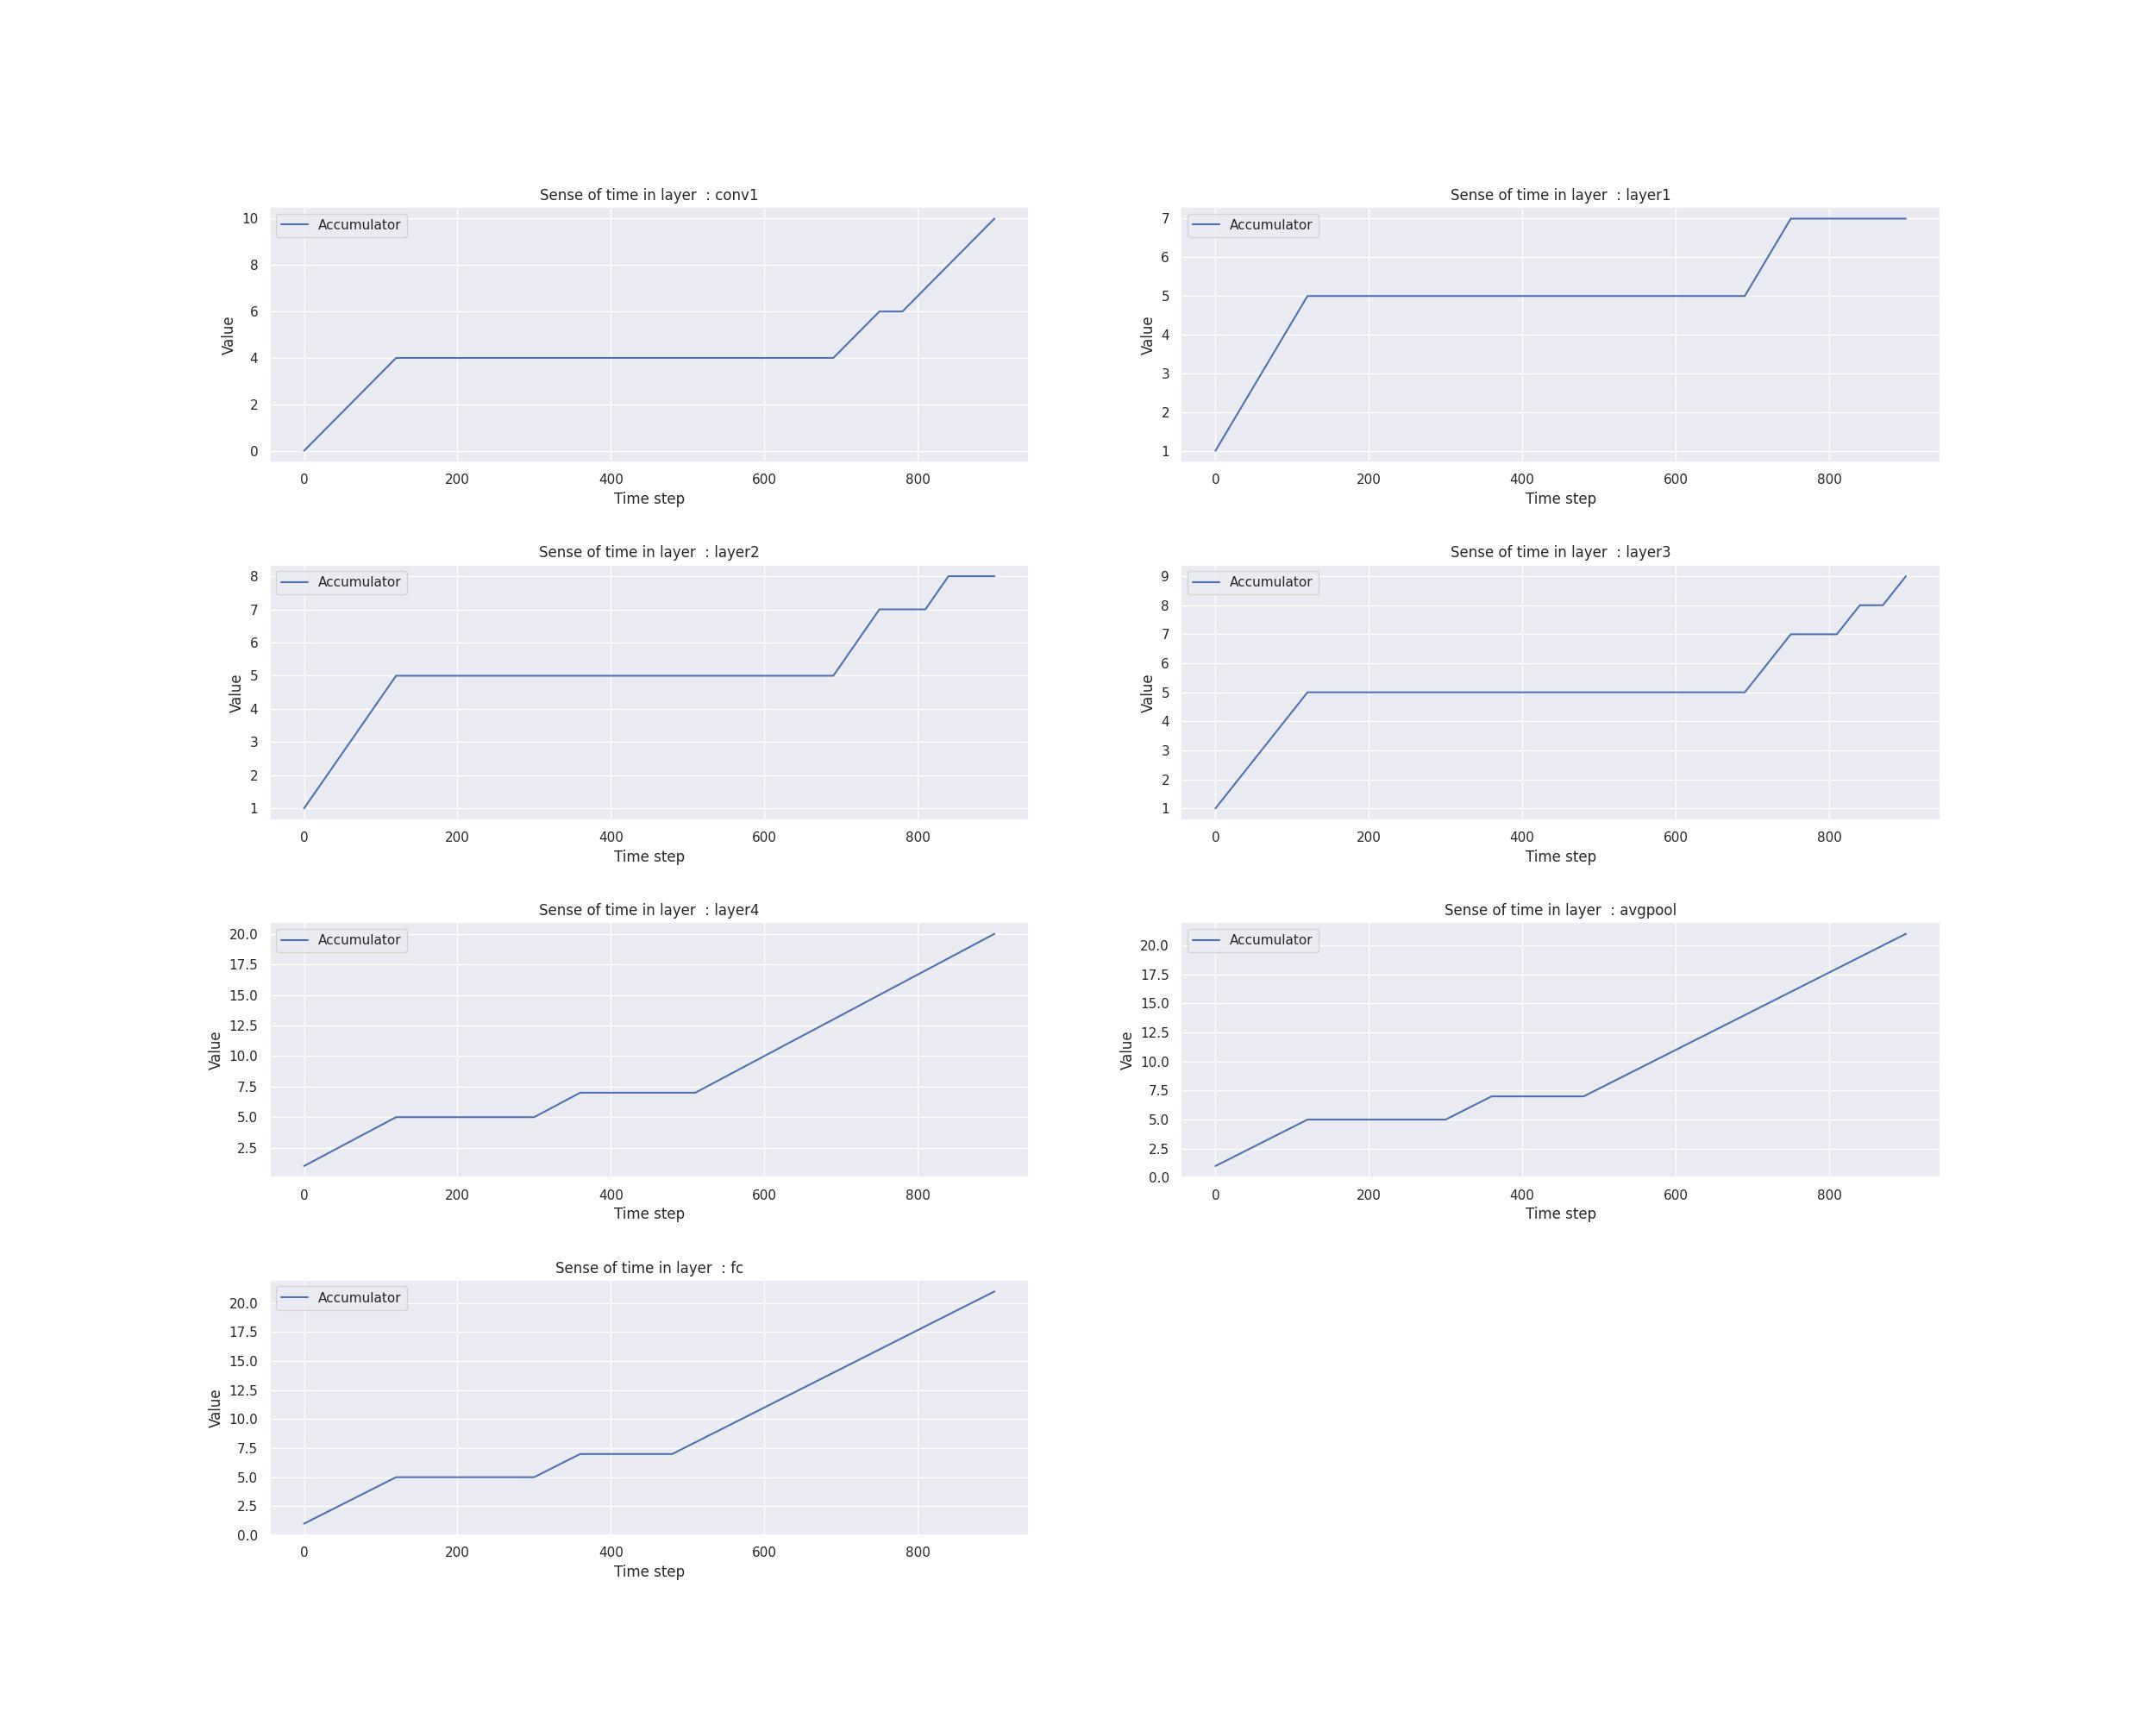 Sense of time in layer  : conv1
Accumulator
10
8
6
4
2
0
Value
0 200 400 600 800
Time step
Sense of time in layer  : layer1
Accumulator
7
6
5
4
3
2
1
Value
0 200 400 600 800
Time step
Sense of time in layer  : layer2
Accumulator
8
7
6
5
4
3
2
1
Value
0 200 400 600 800
Time step
Sense of time in layer  : layer3
Accumulator
9
8
7
6
5
4
3
2
1
Value
0 200 400 600 800
Time step
Sense of time in layer  : layer4
Accumulator
20.0
17.5
15.0
12.5
10.0
7.5
5.0
2.5
Value
0 200 400 600 800
Time step
Sense of time in layer  : avgpool
Accumulator
20.0
17.5
15.0
12.5
10.0
7.5
5.0
2.5
0.0
Value
0 200 400 600 800
Time step
Sense of time in layer  : fc
Accumulator
20.0
17.5
15.0
12.5
10.0
7.5
5.0
2.5
0.0
Value
0 200 400 600 800
Time step